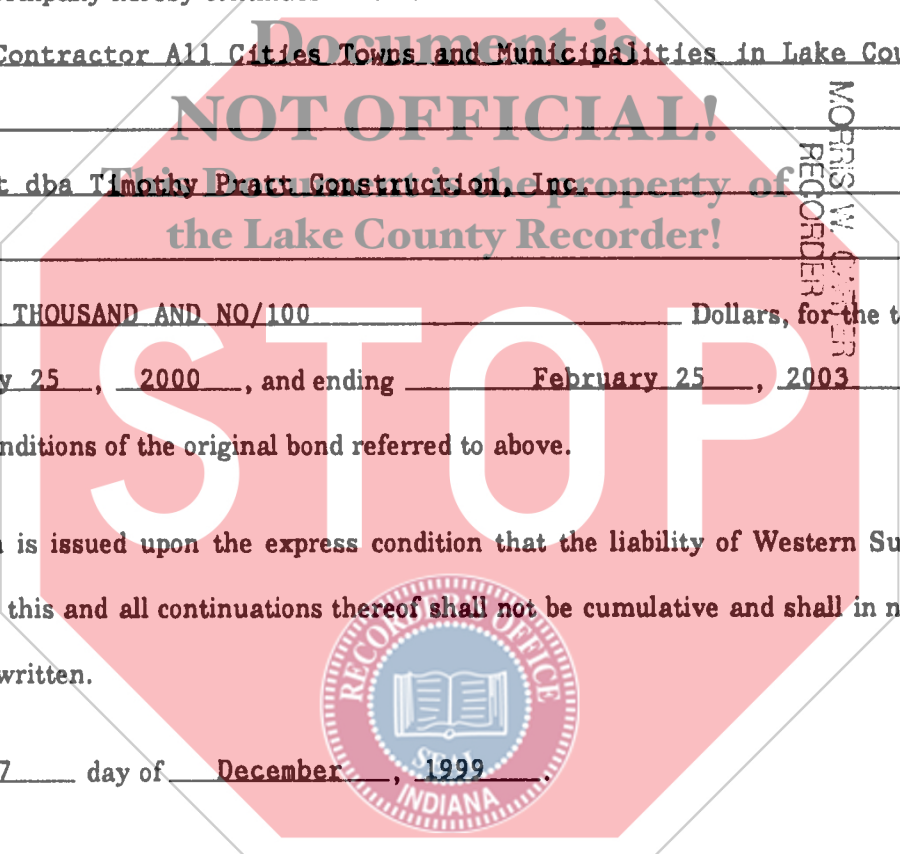 Document is
Contractor All Cities Towns and Municipalities in Lake Cou
NOT OFFICIAL!
MORRIS W. CARTER
RECORDER
This Document is the property of
t dba Timothy Pratt Construction, Inc.
the Lake County Recorder!
THOUSAND AND NO/100 Dollars, for the t
y 25, 2000, and ending February 25, 2003
STOP
nditions of the original bond referred to above.
is issued upon the express condition that the liability of Western Su
this and all continuations thereof shall not be cumulative and shall in n
written.
RECORDER'S OFFICE
SEAL
INDIANA
7 day of December, 1999.